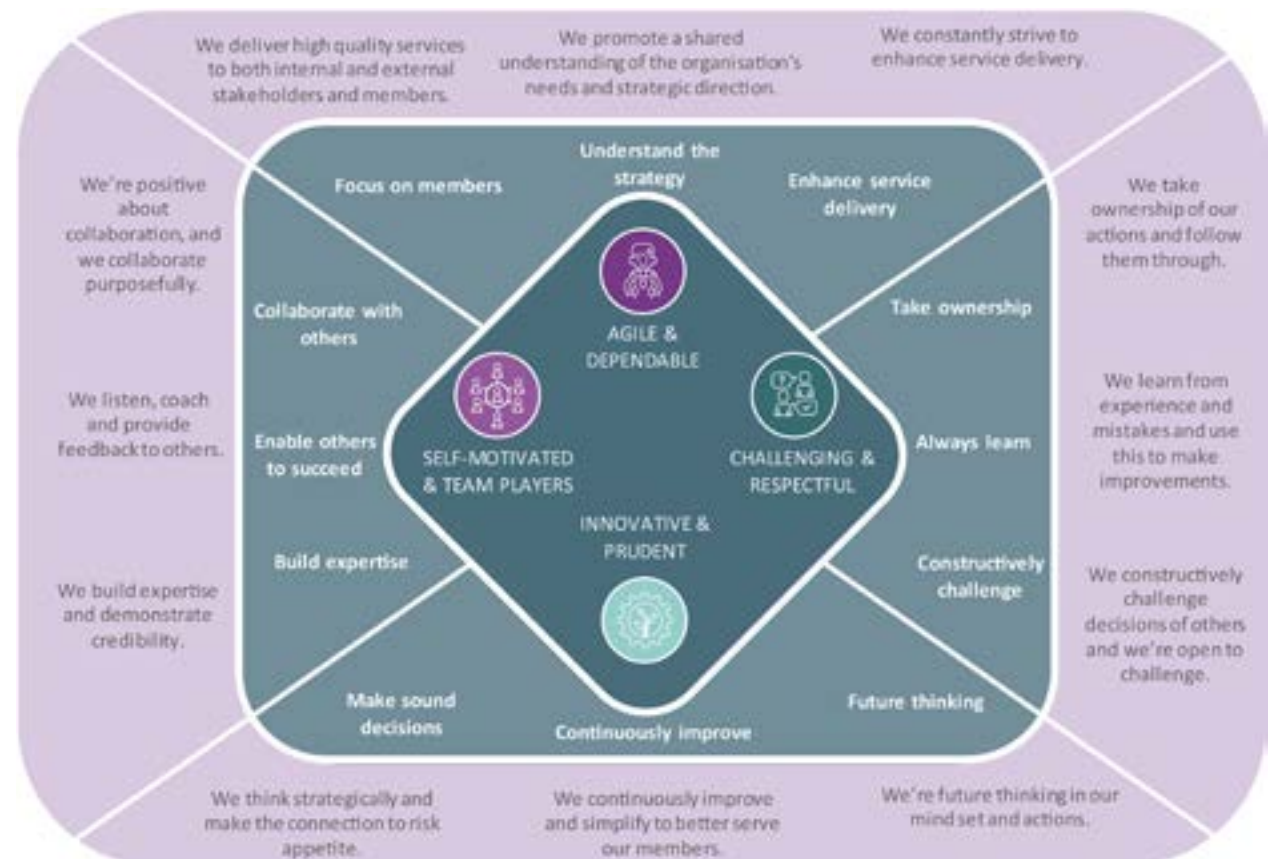 We deliver high quality services
to both internal and external
stakeholders and members.
We promote a shared
understanding of the organisation's
needs and strategic direction.
We constantly strive to
enhance service delivery.
Focus on members
Understand the
strategy
Enhance service
delivery
We're positive
about
collaboration, and
we collaborate
purposefully.
We listen, coach
and provide
feedback to others.
We build expertise
and demonstrate
credibility.
Collaborate with
others
Enable others
to succeed
Build expertise
AGILE &
DEPENDABLE
SELF-MOTIVATED
& TEAM PLAYERS
CHALLENGING &
RESPECTFUL
INNOVATIVE &
PRUDENT
Take ownership
Always learn
Constructively
challenge
We take
ownership of our
actions and follow
them through.
We learn from
experience and
mistakes and use
this to make
improvements.
We constructively
challenge
decisions of others
and we're open to
challenge.
Make sound
decisions
Continuously improve
Future thinking
We think strategically and
make the connection to risk
appetite.
We continuously improve
and simplify to better serve
our members.
We're future thinking in our
mind set and actions.